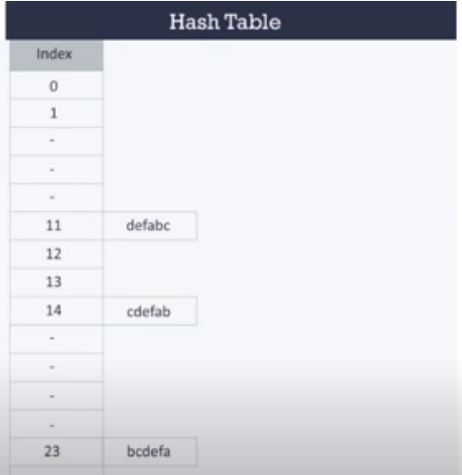 Hash Table
Index
0
1
-
-
-
11 defabc
12
13
14 cdefab
-
-
-
-
23 bcdefa